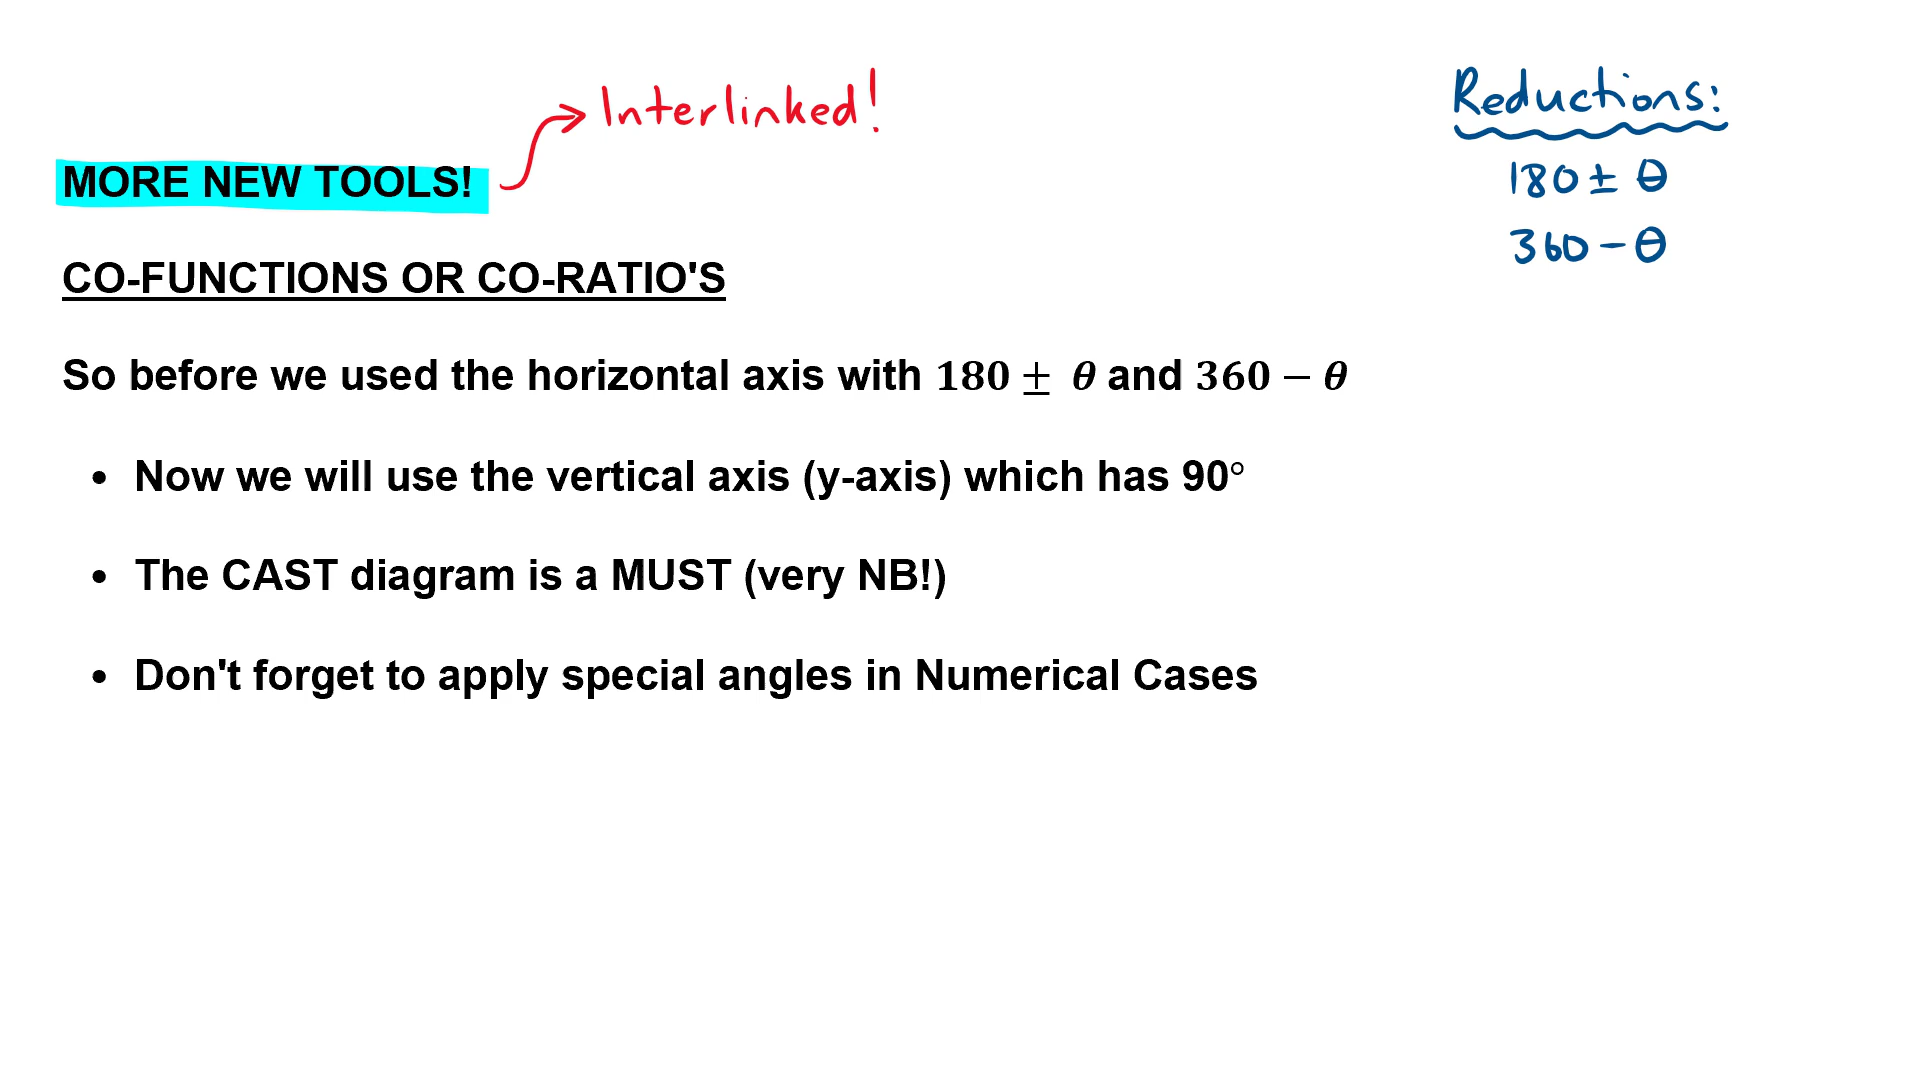 Interlinked!
Reductions:
MORE NEW TOOLS!
180 ± θ
360 − θ
CO-FUNCTIONS OR CO-RATIO'S
So before we used the horizontal axis with 180 ± θ and 360 − θ
• Now we will use the vertical axis (y-axis) which has 90°
• The CAST diagram is a MUST (very NB!)
• Don't forget to apply special angles in Numerical Cases